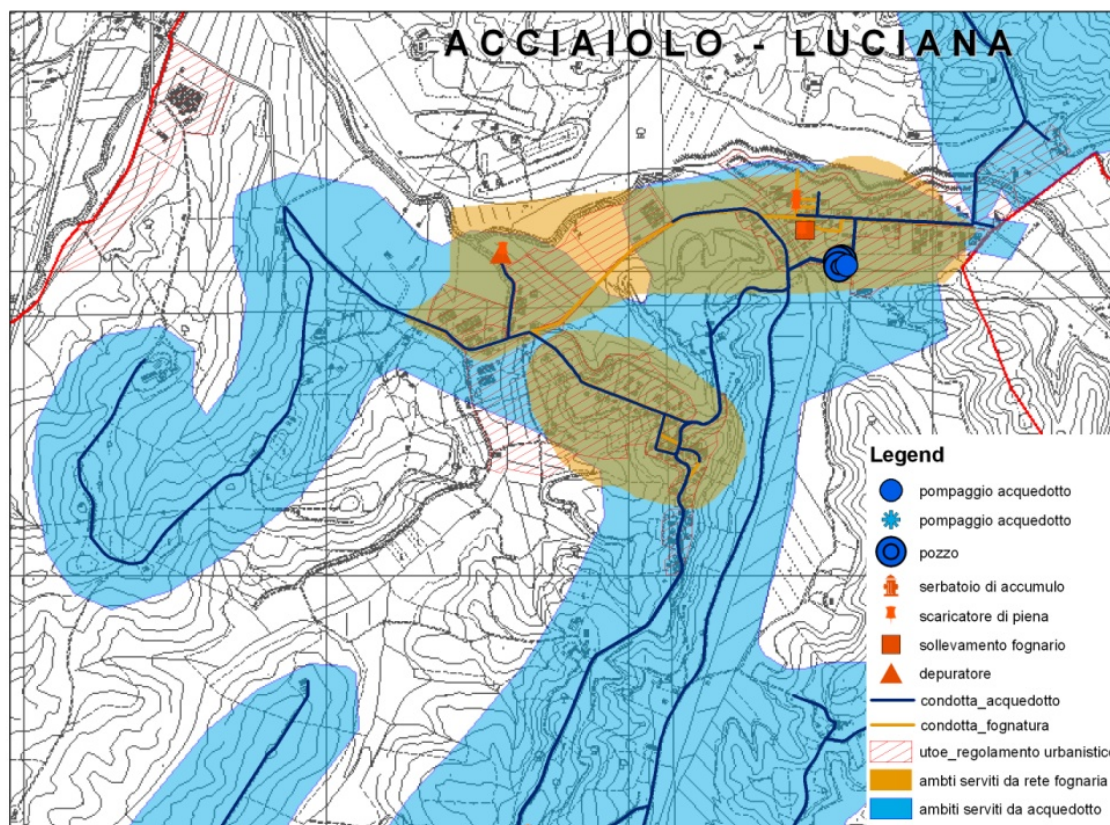 ACCIAIOLO - LUCIANA
Legend
pompaggio acquedotto
pompaggio acquedotto
pozzo
serbatoio di accumulo
scaricatore di piena
sollevamento fognario
depuratore
condotta_acquedotto
condotta_fognatura
utoe_regolamento urbanistico
ambti serviti da rete fognaria
ambiti serviti da acquedotto